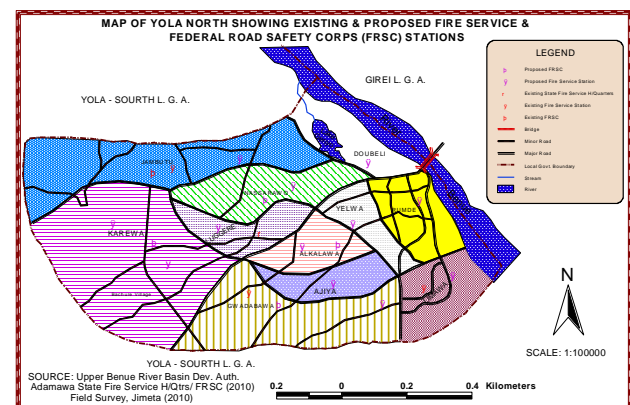 MAP OF YOLA NORTH SHOWING EXISTING & PROPOSED FIRE SERVICE &
FEDERAL ROAD SAFETY CORPS (FRSC) STATIONS
LEGEND
Proposed FRSC
Proposed Fire Service Station
Existing State Fire Service H/Quarters
Existing Fire Service Station
Existing FRSC
Bridge
Minor Road
Major Road
Local Govt. Boundary
Stream
River
GIREI L. G. A.
YOLA - SOURTH L. G. A.
DOUBELI
JAMBUTU
NASSARAWO
YELWA
RUMDE
KAREWA
ALKALAWA
AJIYA
GWADABAWA
YOLA - SOURTH L. G. A.
N
SCALE: 1:100000
SOURCE: Upper Benue River Basin Dev. Auth.
Adamawa State Fire Service H/Qtrs/ FRSC (2010)
Field Survey, Jimeta (2010)
0.2 0 0.2 0.4 Kilometers